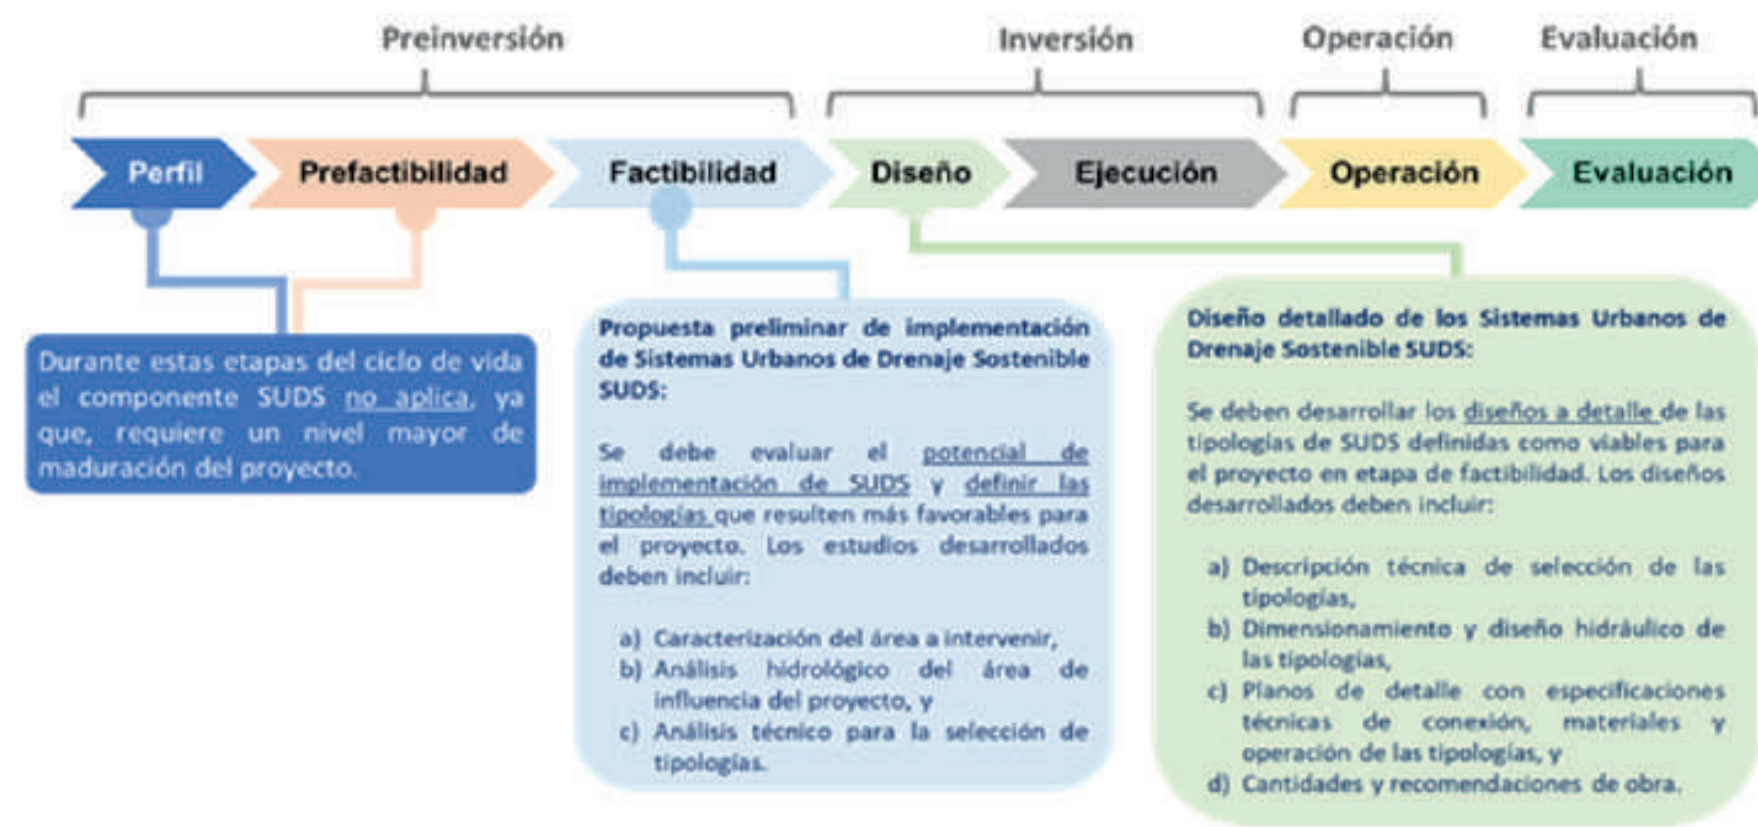 Preinversión
Inversión
Operación
Evaluación
Perfil
Prefactibilidad
Factibilidad
Diseño
Ejecución
Operación
Evaluación
Durante estas etapas del ciclo de vida
el componente SUDS no aplica, ya
que, requiere un nivel mayor de
maduración del proyecto.
Propuesta preliminar de implementación
de Sistemas Urbanos de Drenaje Sostenible
SUDS:
Se debe evaluar el potencial de
implementación de SUDS y definir las
tipologías que resulten más favorables para
el proyecto. Los estudios desarrollados
deben incluir:
a) Caracterización del área a intervenir,
b) Análisis hidrológico del área de
influencia del proyecto, y
c) Análisis técnico para la selección de
tipologías.
Diseño detallado de los Sistemas Urbanos de
Drenaje Sostenible SUDS:
Se deben desarrollar los diseños a detalle de las
tipologías de SUDS definidas como viables para
el proyecto en etapa de factibilidad. Los diseños
desarrollados deben incluir:
a) Descripción técnica de selección de las
tipologías,
b) Dimensionamiento y diseño hidráulico de
las tipologías,
c) Planos de detalle con especificaciones
técnicas de conexión, materiales y
operación de las tipologías, y
d) Cantidades y recomendaciones de obra.